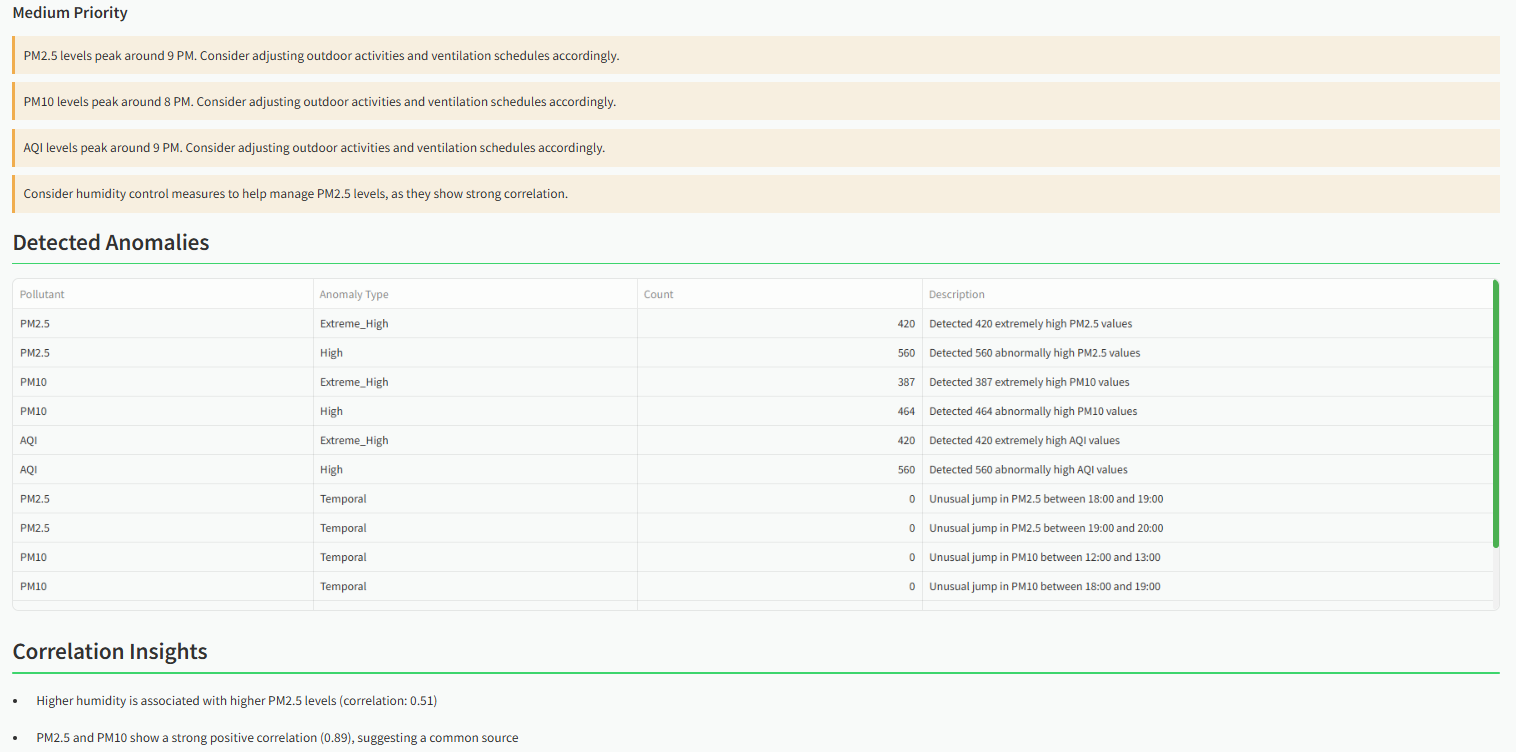 Medium Priority
PM2.5 levels peak around 9 PM. Consider adjusting outdoor activities and ventilation schedules accordingly.
PM10 levels peak around 8 PM. Consider adjusting outdoor activities and ventilation schedules accordingly.
AQI levels peak around 9 PM. Consider adjusting outdoor activities and ventilation schedules accordingly.
Consider humidity control measures to help manage PM2.5 levels, as they show strong correlation.
Detected Anomalies
Pollutant Anomaly Type Count Description
PM2.5 Extreme_High 420 Detected 420 extremely high PM2.5 values
PM2.5 High 560 Detected 560 abnormally high PM2.5 values
PM10 Extreme_High 387 Detected 387 extremely high PM10 values
PM10 High 464 Detected 464 abnormally high PM10 values
AQI Extreme_High 420 Detected 420 extremely high AQI values
AQI High 560 Detected 560 abnormally high AQI values
PM2.5 Temporal 0 Unusual jump in PM2.5 between 18:00 and 19:00
PM2.5 Temporal 0 Unusual jump in PM2.5 between 19:00 and 20:00
PM10 Temporal 0 Unusual jump in PM10 between 12:00 and 13:00
PM10 Temporal 0 Unusual jump in PM10 between 18:00 and 19:00
Correlation Insights
• Higher humidity is associated with higher PM2.5 levels (correlation: 0.51)
• PM2.5 and PM10 show a strong positive correlation (0.89), suggesting a common source